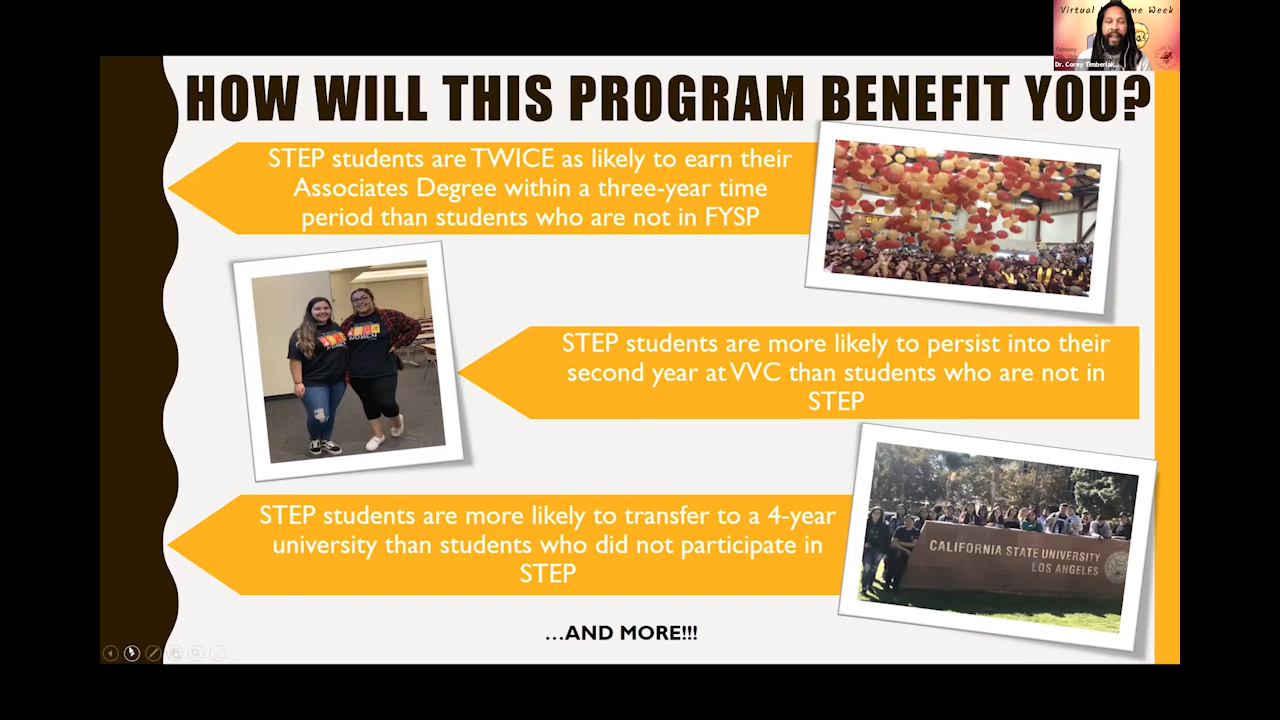 Virtual
me Week
February
Dr. Corey Timberlak...
HOW WILL THIS PROGRAM BENEFIT YOU?
STEP students are TWICE as likely to earn their
Associates Degree within a three-year time
period than students who are not in FYSP
STEP students are more likely to persist into their
second year at VVC than students who are not in
STEP
WOMEN
CALIFORNIA STATE UNIVERSITY
LOS ANGELES
STEP students are more likely to transfer to a 4-year
university than students who did not participate in
STEP
...AND MORE!!!